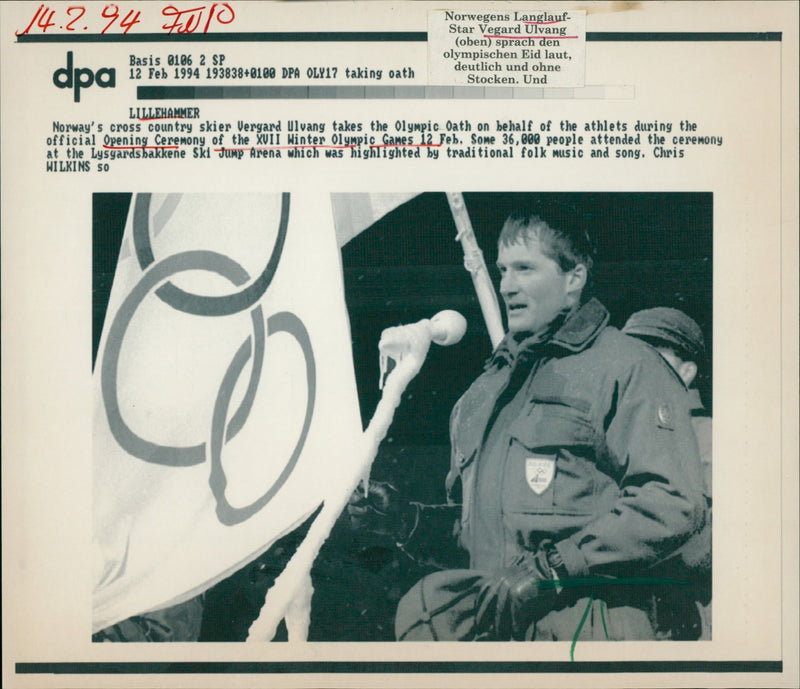 14.2.94
Norwegens Langlauf-
Star Vegard Ulvang
(oben) sprach den
olympischen Eid laut,
deutlich und ohne
Stocken. Und
dpa
Basis 0106 2 SP
12 Feb 1994 193838+0100 DPA OLY17 taking oath
LILLEHAMMER
Norway's cross country skier Vergard Ulvang takes the Olympic Oath on behalf of the athlets during the
official Opening Ceremony of the XVII Winter Olympic Games 12 Feb. Some 36,000 people attended the ceremony
at the Lysgardsbakkene Ski Jump Arena which was highlighted by traditional folk music and song. Chris
WILKINS so